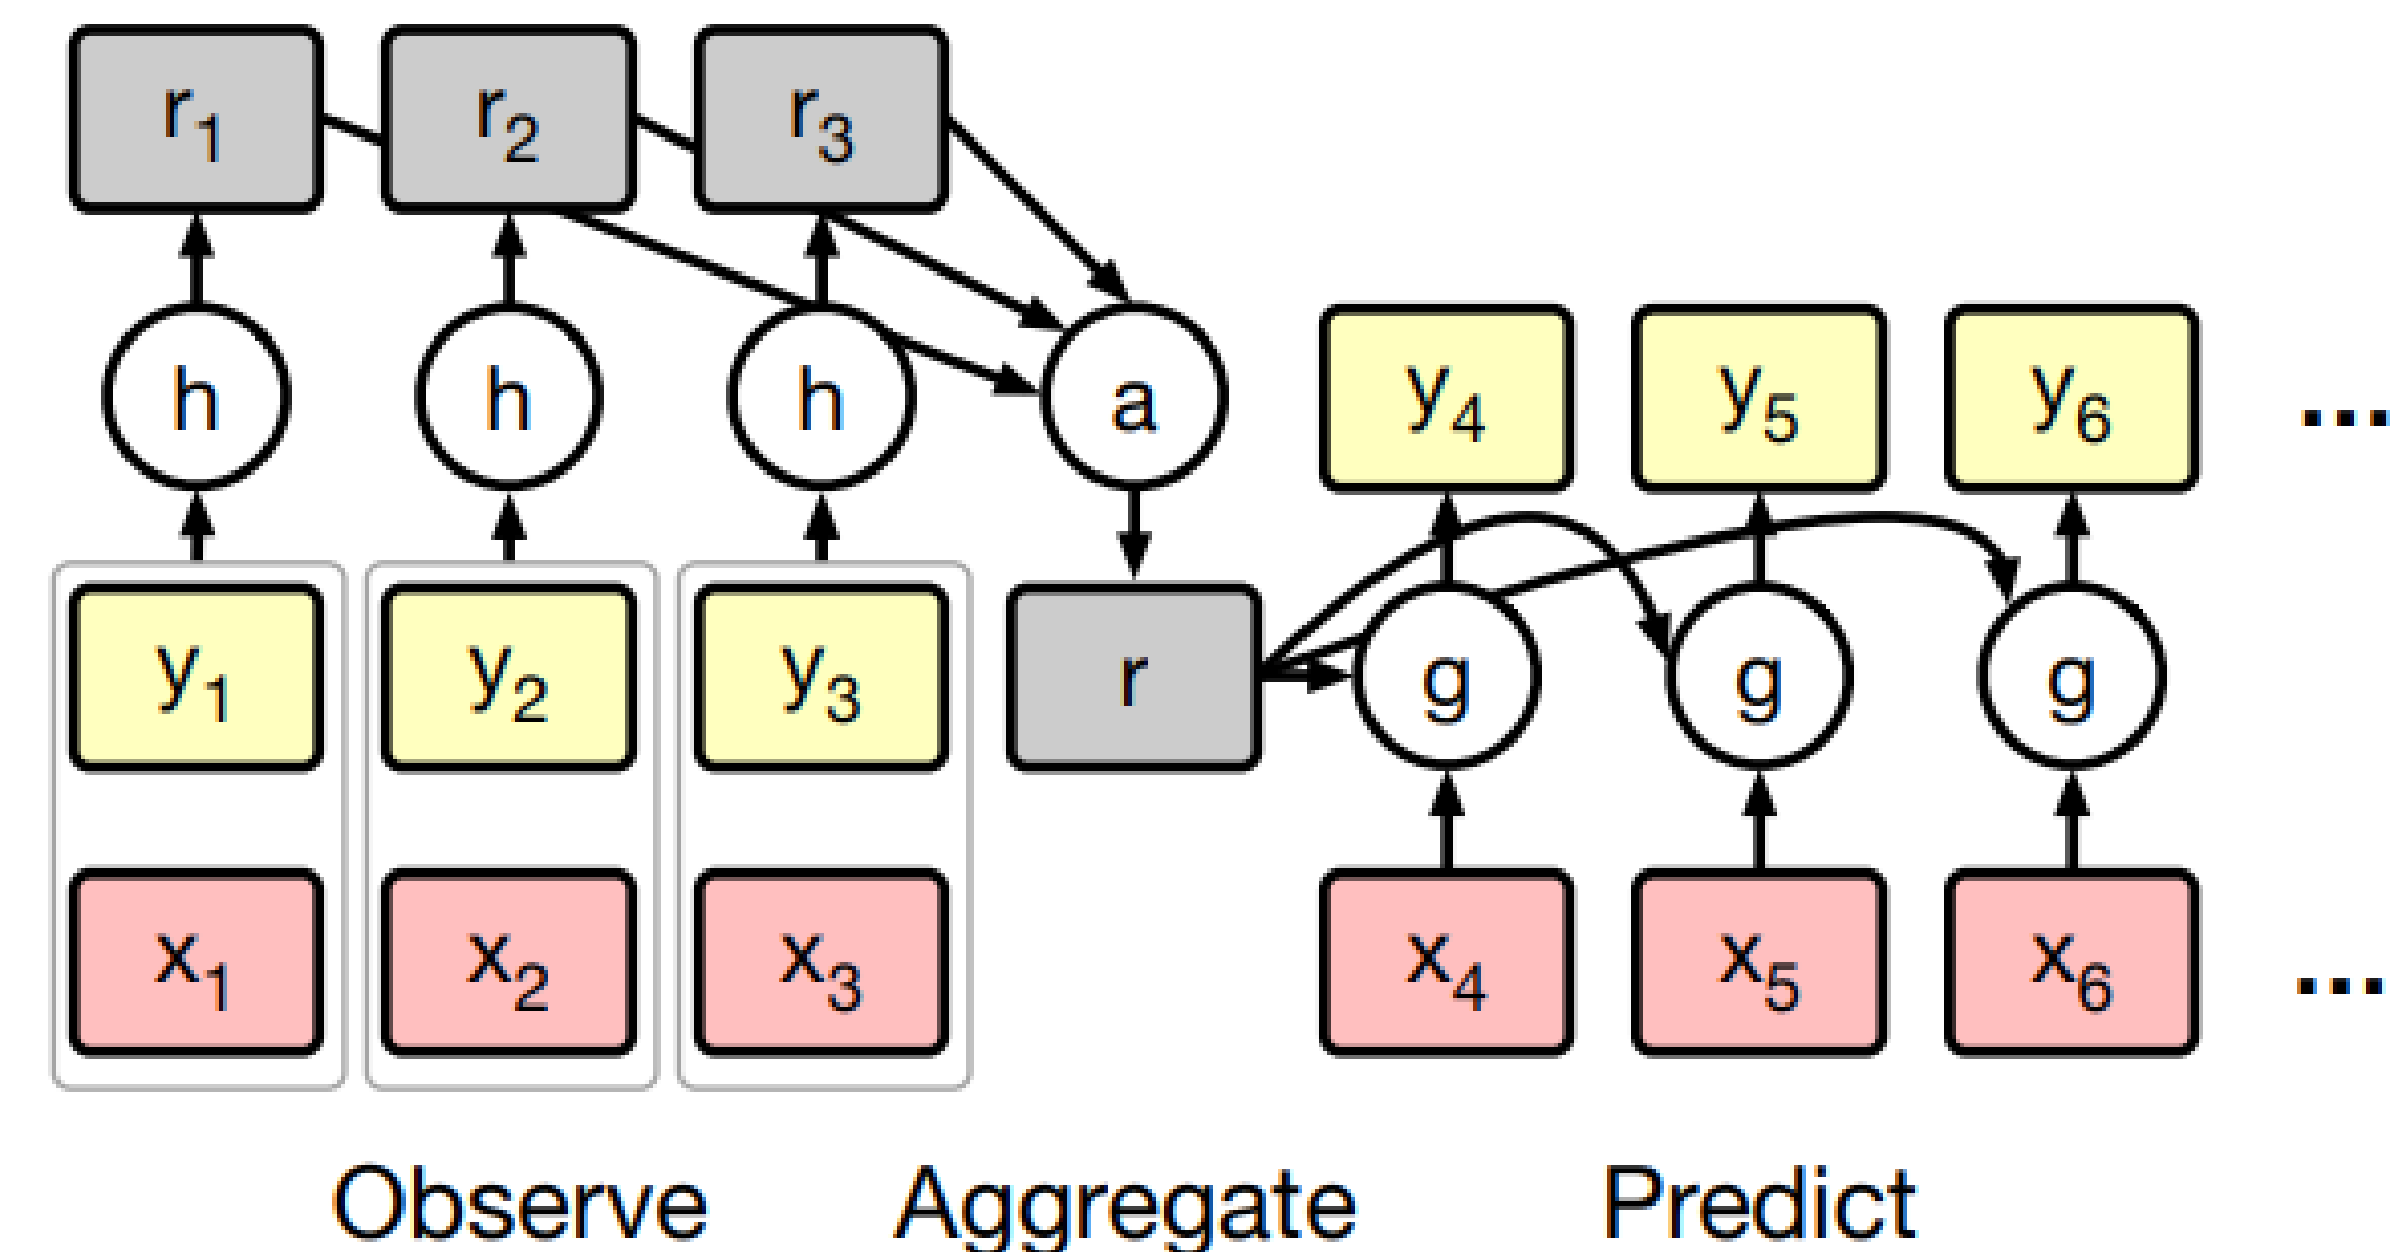 r1 r2 r3
h h h a y4 y5 y6 ...
y1 y2 y3 r g g g
x1 x2 x3 x4 x5 x6 ...
Observe Aggregate Predict